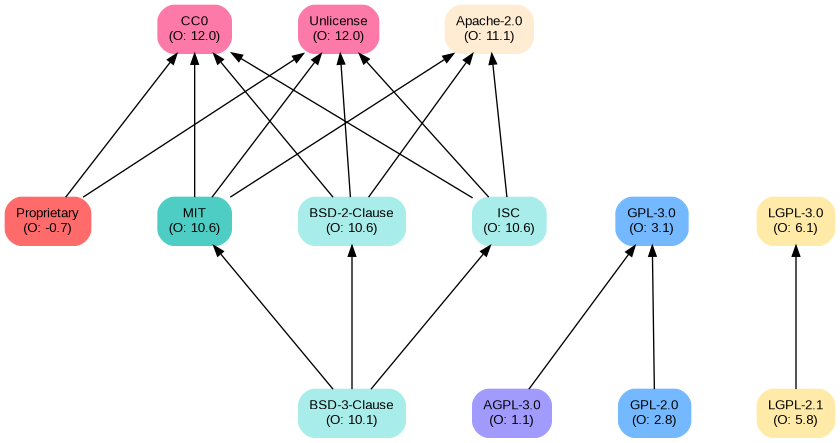 CC0
(O: 12.0)
Unlicense
(O: 12.0)
Apache-2.0
(O: 11.1)
Proprietary
(O: -0.7)
MIT
(O: 10.6)
BSD-2-Clause
(O: 10.6)
ISC
(O: 10.6)
GPL-3.0
(O: 3.1)
LGPL-3.0
(O: 6.1)
BSD-3-Clause
(O: 10.1)
AGPL-3.0
(O: 1.1)
GPL-2.0
(O: 2.8)
LGPL-2.1
(O: 5.8)